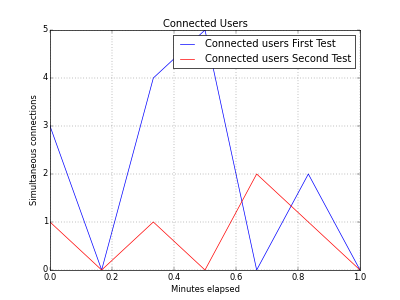 Connected Users
Connected users First Test
Connected users Second Test
Simultaneous connections
5
4
3
2
1
0
0.0 0.2 0.4 0.6 0.8 1.0
Minutes elapsed